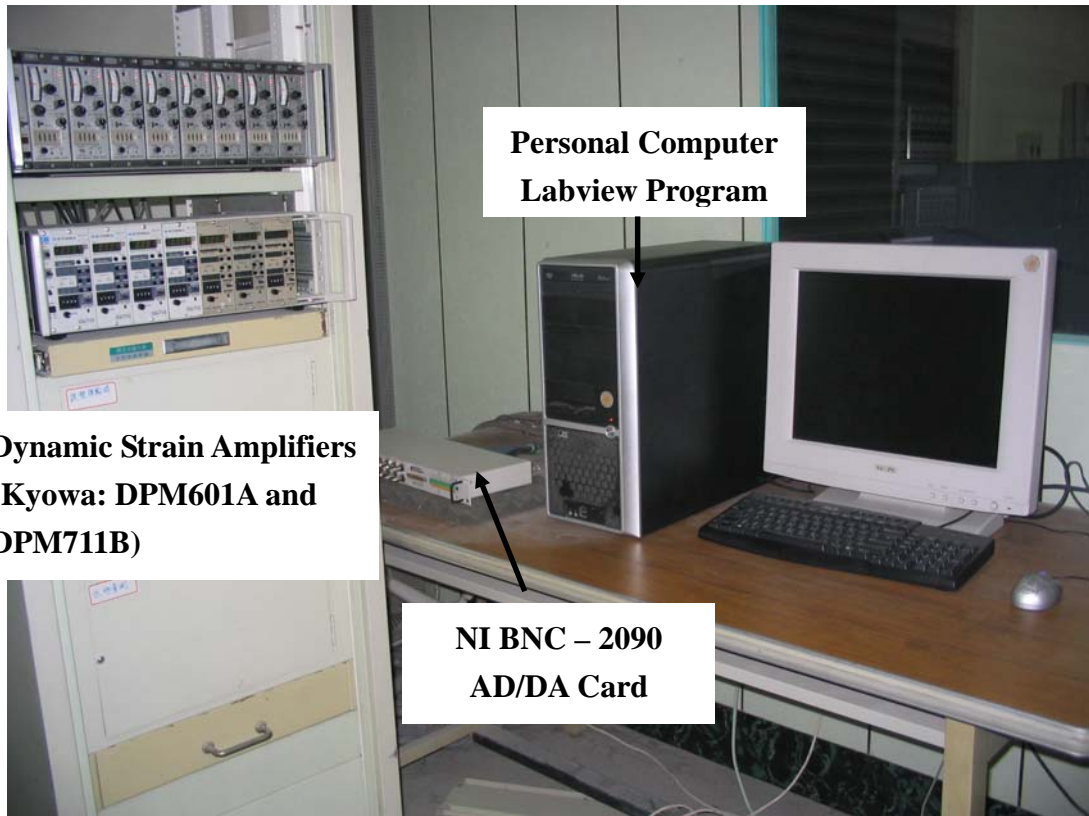 Personal Computer
Labview Program
Dynamic Strain Amplifiers
Kyowa: DPM601A and
DPM711B)
NI BNC – 2090
AD/DA Card